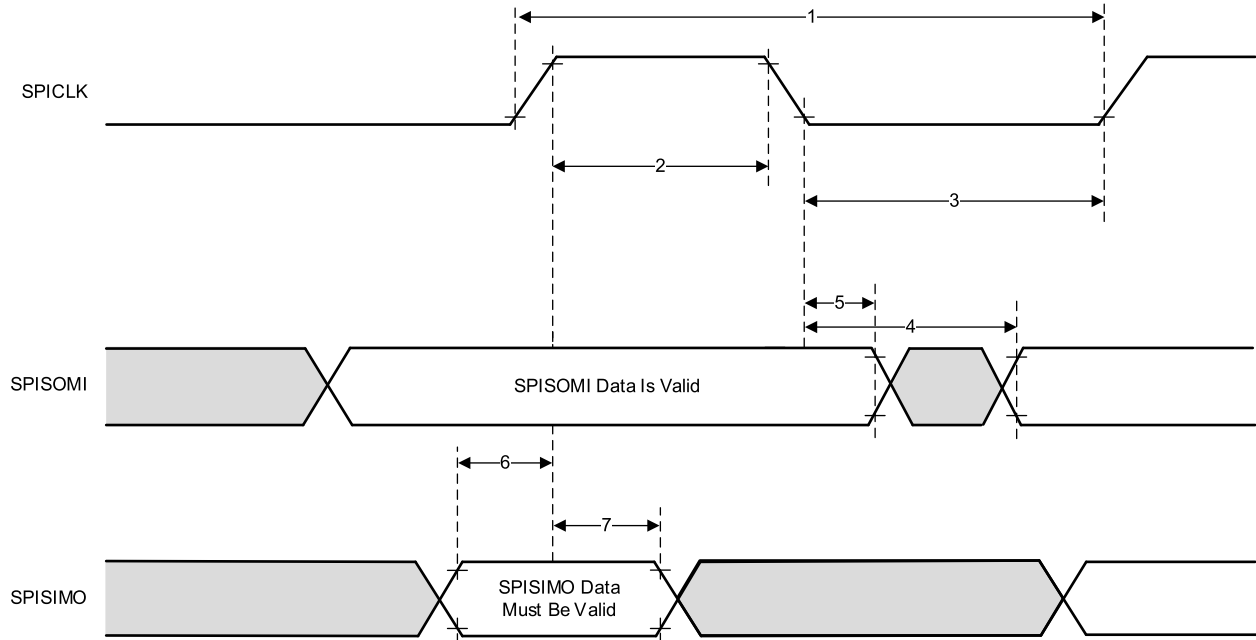 1
SPICLK
2
3
5
4
SPISOMI
SPISOMI Data Is Valid
6
7
SPISIMO
SPISIMO Data
Must Be Valid